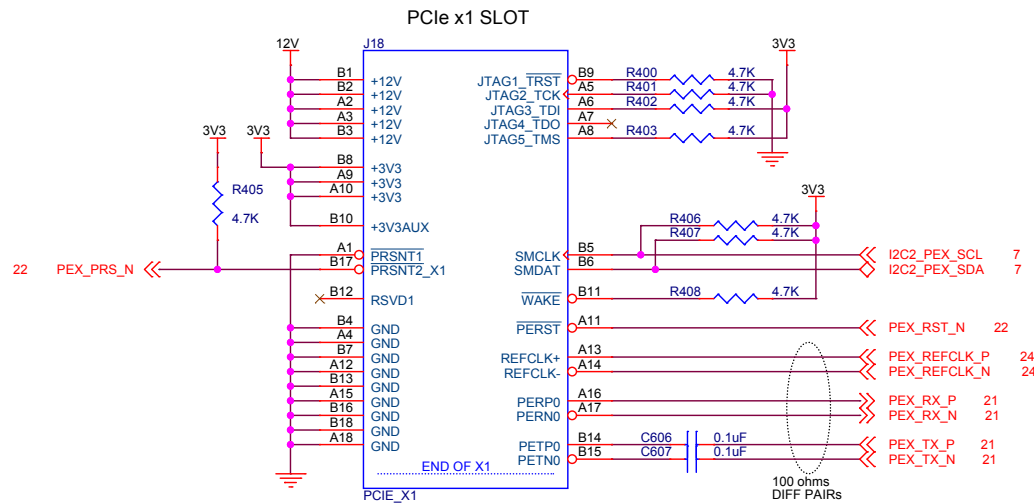 PCIe x1 SLOT
J18
12V
3V3
B1 +12V JTAG1_TRST B9 R400 4.7K
B2 +12V JTAG2_TCK A5 R401 4.7K
A2 +12V JTAG3_TDI A6 R402 4.7K
A3 +12V JTAG4_TDO A7
B3 +12V JTAG5_TMS A8 R403 4.7K
3V3 3V3
B8 +3V3
A9 +3V3
A10 +3V3
R405
4.7K
3V3
B10 +3V3AUX
R406 4.7K
R407 4.7K
A1 PRSNT1 SMCLK B5 I2C2_PEX_SCL 7
22 PEX_PRS_N B17 PRSNT2_X1 SMDAT B6 I2C2_PEX_SDA 7
B12 RSVD1 WAKE B11 R408 4.7K
B4 GND PERST A11 PEX_RST_N 22
A4 GND
B7 GND REFCLK+ A13 PEX_REFCLK_P 24
A12 GND REFCLK- A14 PEX_REFCLK_N 24
B13 GND
A15 GND PERP0 A16 PEX_RX_P 21
B16 GND PERN0 A17 PEX_RX_N 21
B18 GND
A18 GND PETP0 B14 C606 0.1uF PEX_TX_P 21
PETN0 B15 C607 0.1uF PEX_TX_N 21
END OF X1
PCIE_X1
100 ohms
DIFF PAIRs